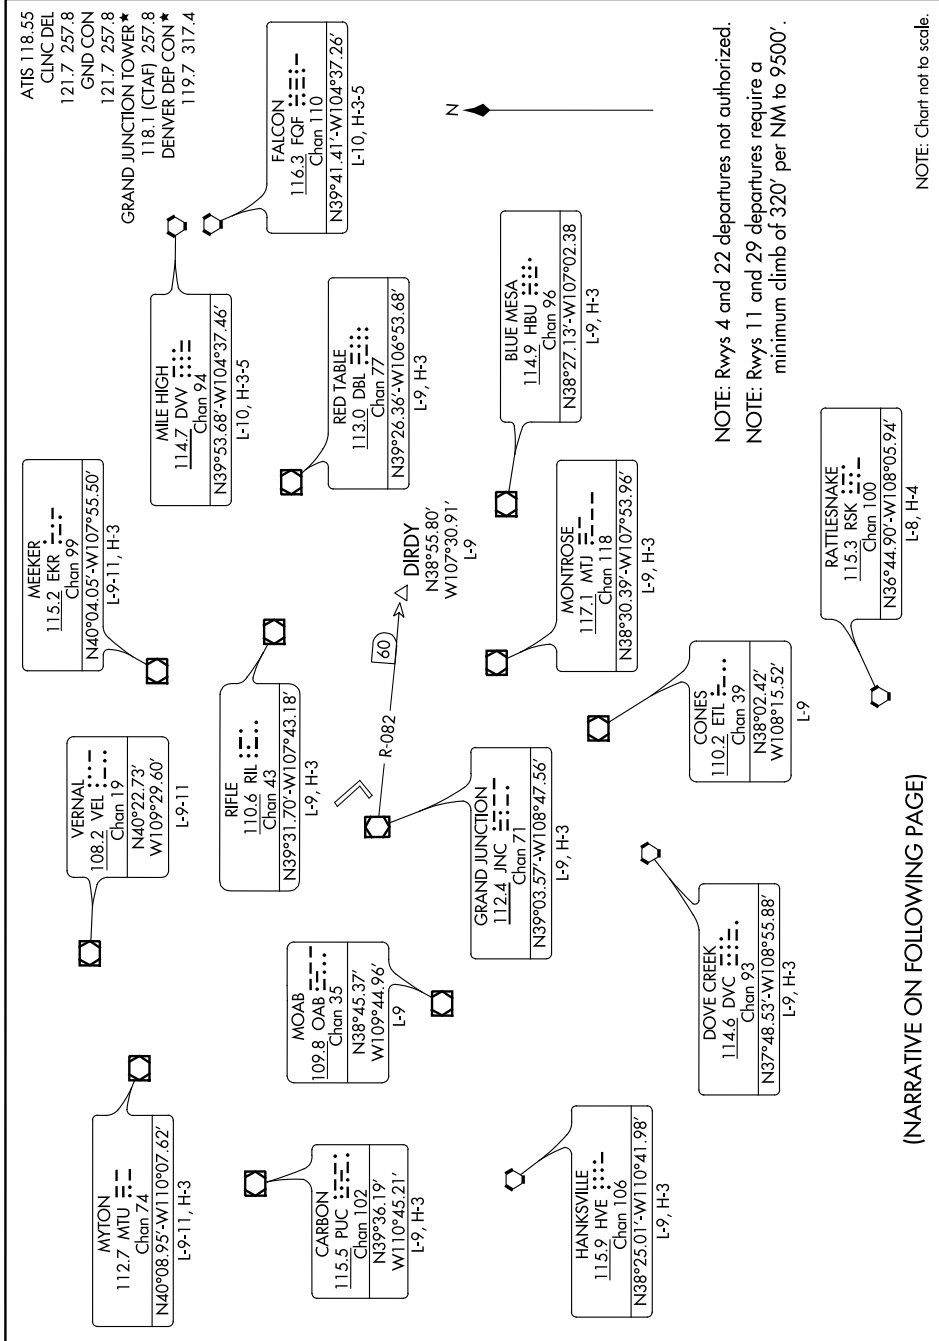 ATIS 118.55
CLNC DEL
121.7 257.8
GND CON
121.7 257.8
GRAND JUNCTION TOWER★
118.1 (CTAF) 257.8
DENVER DEP CON★
119.7 317.4
MYTON
112.7 MTU
Chan 74
N40°08.95'-W110°07.62'
L-9-11, H-3
VERNAL
108.2 VEL
Chan 19
N40°22.73'
W109°29.60'
L-9-11
MEEKER
115.2 EKR
Chan 99
N40°04.05'-W107°55.50'
L-9-11, H-3
MILE HIGH
114.7 DVV
Chan 94
N39°53.68'-W104°37.46'
L-10, H-3-5
FALCON
116.3 FQF
Chan 110
N39°41.41'-W104°37.26'
L-10, H-3-5
CARBON
115.5 PUC
Chan 102
N39°36.19'
W110°45.21'
L-9, H-3
MOAB
109.8 OAB
Chan 35
N38°45.37'
W109°44.96'
L-9
RIFLE
110.6 RIL
Chan 43
N39°31.70'-W107°43.18'
L-9, H-3
RED TABLE
113.0 DBL
Chan 77
N39°26.36'-W106°53.68'
L-9, H-3
R-082
60
DIRDY
N38°55.80'
W107°30.91'
L-9
N
GRAND JUNCTION
112.4 JNC
Chan 71
N39°03.57'-W108°47.56'
L-9, H-3
MONTROSE
117.1 MTJ
Chan 118
N38°30.39'-W107°53.96'
L-9, H-3
BLUE MESA
114.9 HBU
Chan 96
N38°27.13'-W107°02.38
L-9, H-3
HANKSVILLE
115.9 HVE
Chan 106
N38°25.01'-W110°41.98'
L-9, H-3
DOVE CREEK
114.6 DVC
Chan 93
N37°48.53'-W108°55.88'
L-9, H-3
CONES
110.2 ETL
Chan 39
N38°02.42'
W108°15.52'
L-9
RATTLESNAKE
115.3 RSK
Chan 100
N36°44.90'-W108°05.94'
L-8, H-4
NOTE: Rwys 4 and 22 departures not authorized.
NOTE: Rwys 11 and 29 departures require a
minimum climb of 320' per NM to 9500'.
(NARRATIVE ON FOLLOWING PAGE)
NOTE: Chart not to scale.